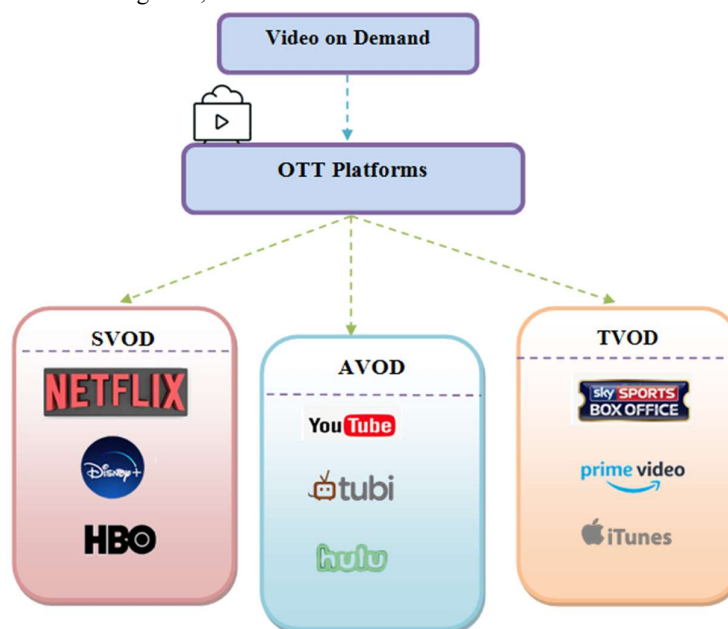 Video on Demand
OTT Platforms
SVOD
NETFLIX
Disney+
HBO
AVOD
YouTube
tubi
hulu
TVOD
sky SPORTS
BOX OFFICE
prime video
iTunes